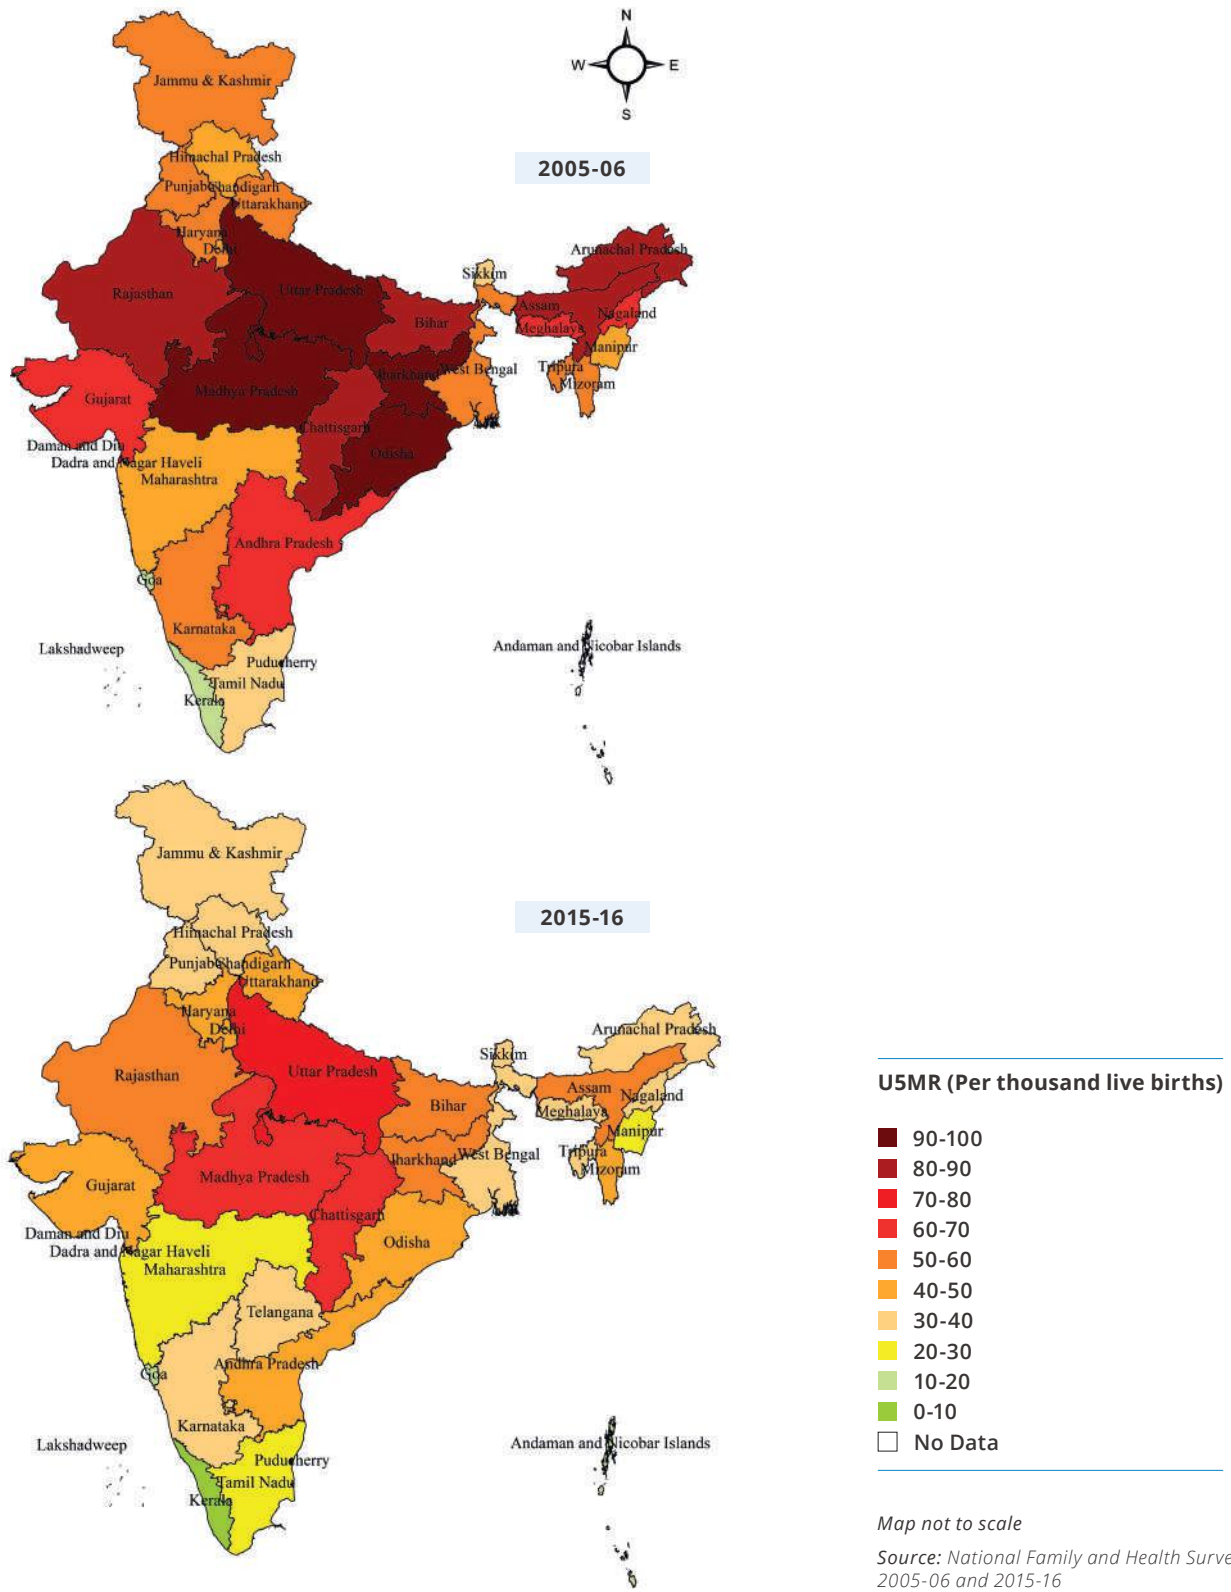 N
W E
S
2005-06
Jammu & Kashmir
Himachal Pradesh
Punjab
Chandigarh
Uttarakhand
Haryana
Delhi
Rajasthan
Uttar Pradesh
Bihar
Sikkim
Arunachal Pradesh
Assam
Nagaland
Meghalaya
Manipur
Tripura
Mizoram
West Bengal
Jharkhand
Madhya Pradesh
Gujarat
Chattisgarh
Odisha
Daman and Diu
Dadra and Nagar Haveli
Maharashtra
Andhra Pradesh
Goa
Karnataka
Lakshadweep
Puducherry
Tamil Nadu
Kerala
Andaman and Nicobar Islands
2015-16
Jammu & Kashmir
Himachal Pradesh
Punjab
Chandigarh
Uttarakhand
Haryana
Delhi
Rajasthan
Uttar Pradesh
Bihar
Sikkim
Arunachal Pradesh
Assam
Nagaland
Meghalaya
Manipur
Tripura
Mizoram
West Bengal
Jharkhand
Madhya Pradesh
Gujarat
Chattisgarh
Odisha
Daman and Diu
Dadra and Nagar Haveli
Maharashtra
Telangana
Andhra Pradesh
Goa
Karnataka
Lakshadweep
Puducherry
Tamil Nadu
Kerala
Andaman and Nicobar Islands
U5MR (Per thousand live births)
90-100
80-90
70-80
60-70
50-60
40-50
30-40
20-30
10-20
0-10
No Data
Map not to scale
Source: National Family and Health Surve
2005-06 and 2015-16